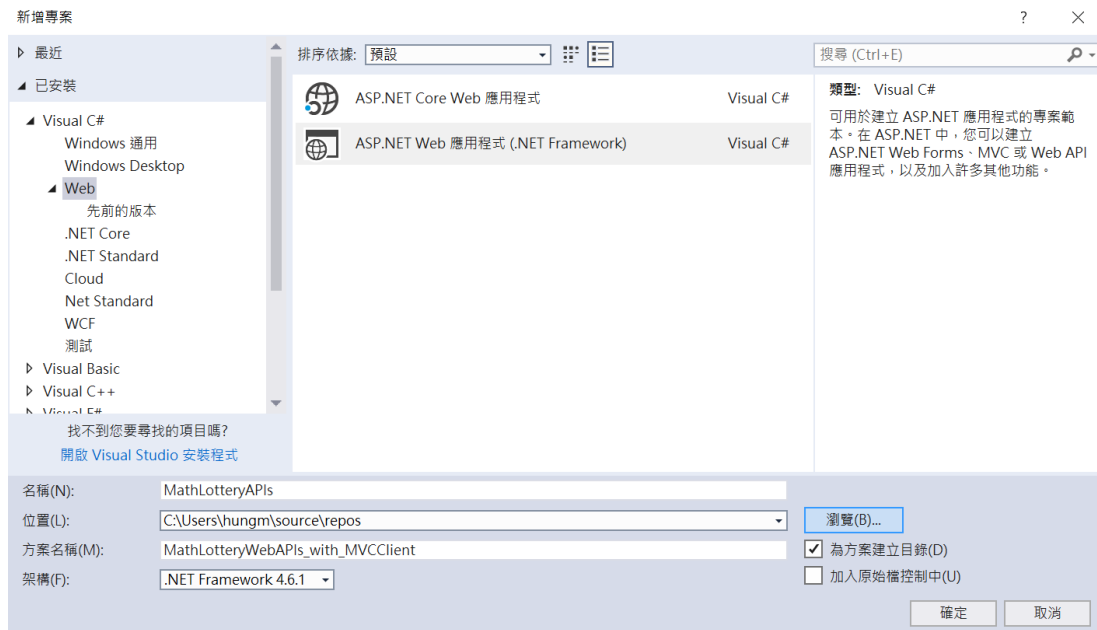 新增專案
最近
已安裝
Visual C#
Windows 通用
Windows Desktop
Web
先前的版本
.NET Core
.NET Standard
Cloud
Net Standard
WCF
測試
Visual Basic
Visual C++
Visual F#
找不到您要尋找的項目嗎?
開啟 Visual Studio 安裝程式
排序依據: 預設
ASP.NET Core Web 應用程式 Visual C#
ASP.NET Web 應用程式 (.NET Framework) Visual C#
搜尋 (Ctrl+E)
類型: Visual C#
可用於建立 ASP.NET 應用程式的專案範
本。在 ASP.NET 中，您可以建立
ASP.NET Web Forms、MVC 或 Web API
應用程式，以及加入許多其他功能。
名稱(N): MathLotteryAPIs
位置(L): C:\Users\hungm\source\repos
瀏覽(B)...
方案名稱(M): MathLotteryWebAPIs_with_MVCClient
為方案建立目錄(D)
架構(F): .NET Framework 4.6.1
加入原始檔控制中(U)
確定 取消